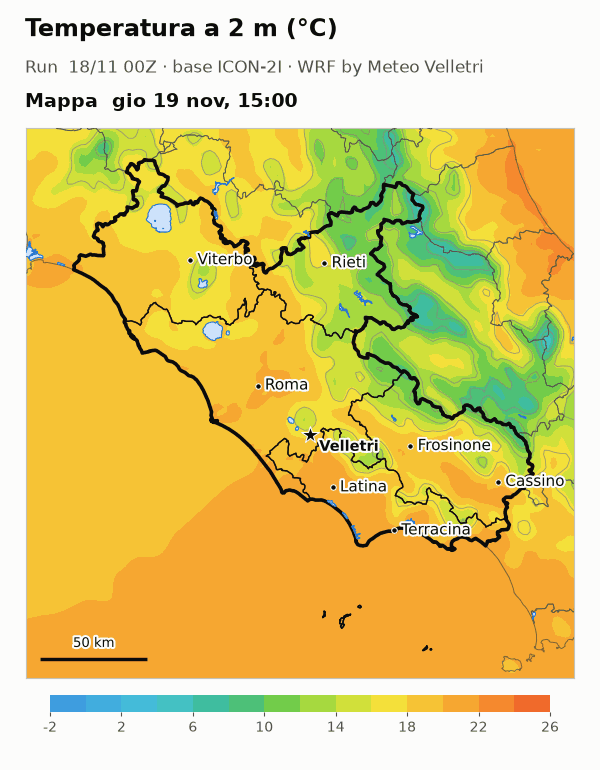 Temperatura a 2 m (°C)
Run  18/11 00Z · base ICON-2I · WRF by Meteo Velletri
Mappa  gio 19 nov, 15:00
Viterbo
Rieti
Roma
Velletri
Frosinone
Latina
Cassino
Terracina
50 km
-2 2 6 10 14 18 22 26